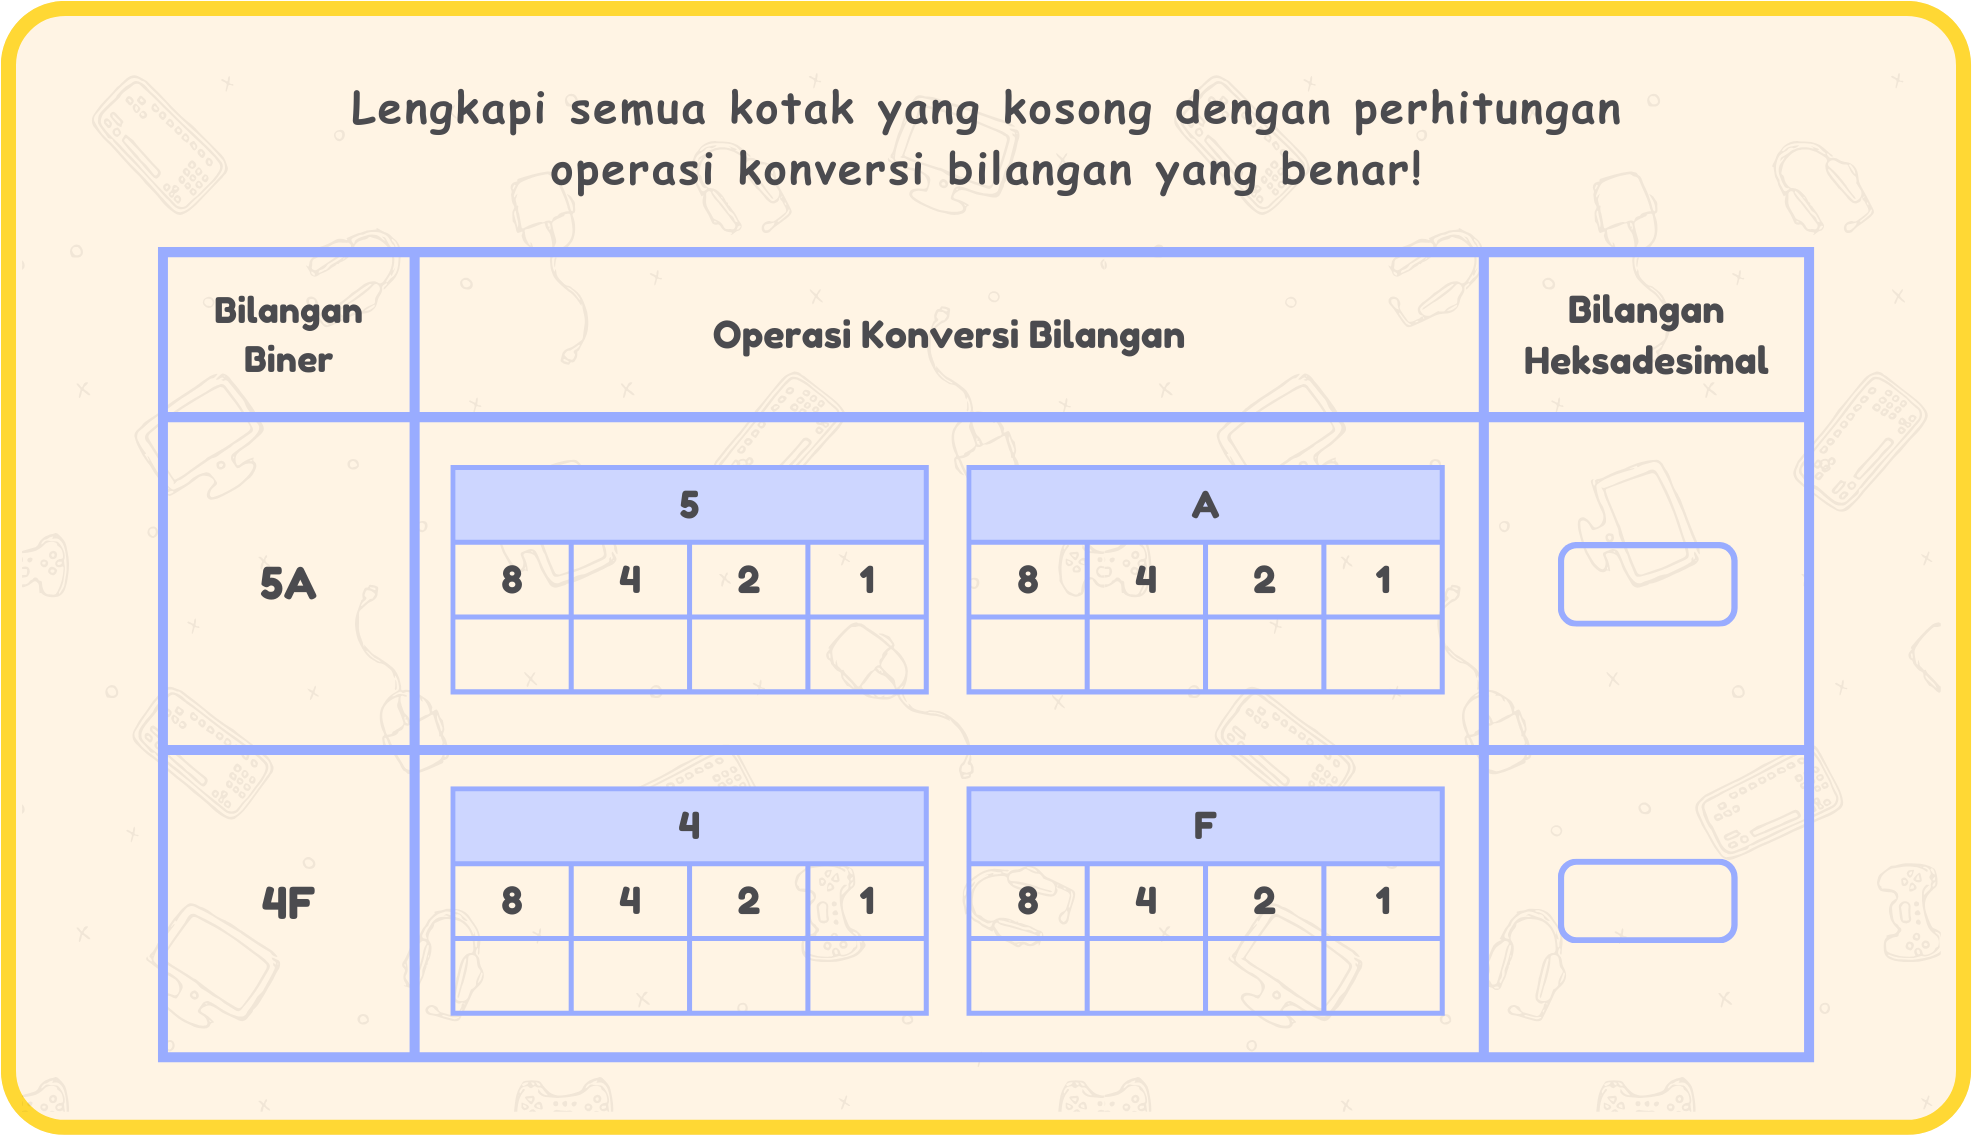 Lengkapi semua kotak yang kosong dengan perhitungan
operasi konversi bilangan yang benar!
Bilangan
Biner
Operasi Konversi Bilangan
Bilangan
Heksadesimal
5A
5
8 4 2 1
A
8 4 2 1
4F
4
8 4 2 1
F
8 4 2 1